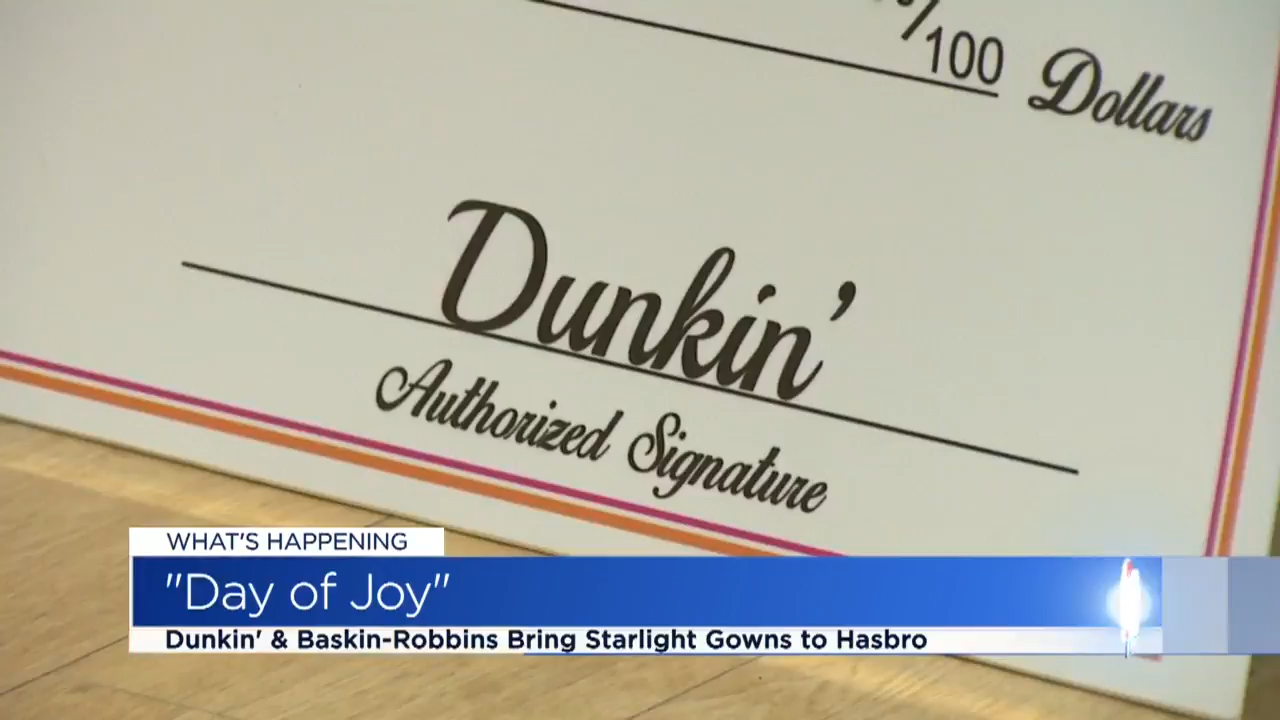 /100 Dollars
Dunkin'
Authorized Signature
WHAT'S HAPPENING
"Day of Joy"
Dunkin' & Baskin-Robbins Bring Starlight Gowns to Hasbro